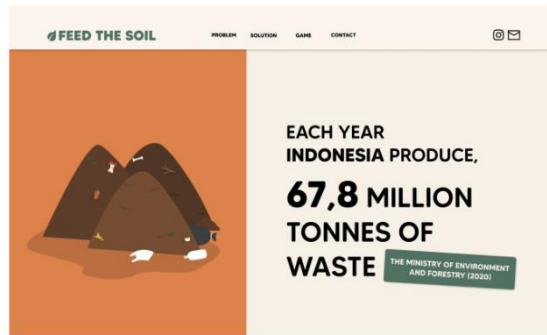 FEED THE SOIL
PROBLEM SOLUTION GAME CONTACT
EACH YEAR
INDONESIA PRODUCE,
67,8 MILLION
TONNES OF
WASTE
THE MINISTRY OF ENVIRONMENT
AND FORESTRY (2020)